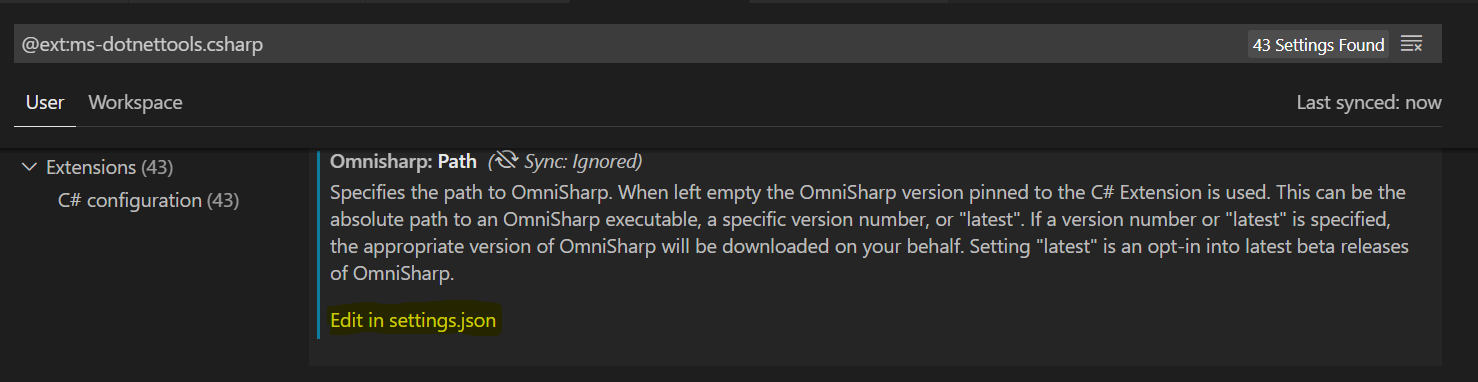 @ext:ms-dotnettools.csharp
43 Settings Found
User
Workspace
Last synced: now
Extensions (43)
C# configuration (43)
Omnisharp: Path (Sync: Ignored)
Specifies the path to OmniSharp. When left empty the OmniSharp version pinned to the C# Extension is used. This can be the
absolute path to an OmniSharp executable, a specific version number, or "latest". If a version number or "latest" is specified,
the appropriate version of OmniSharp will be downloaded on your behalf. Setting "latest" is an opt-in into latest beta releases
of OmniSharp.
Edit in settings.json